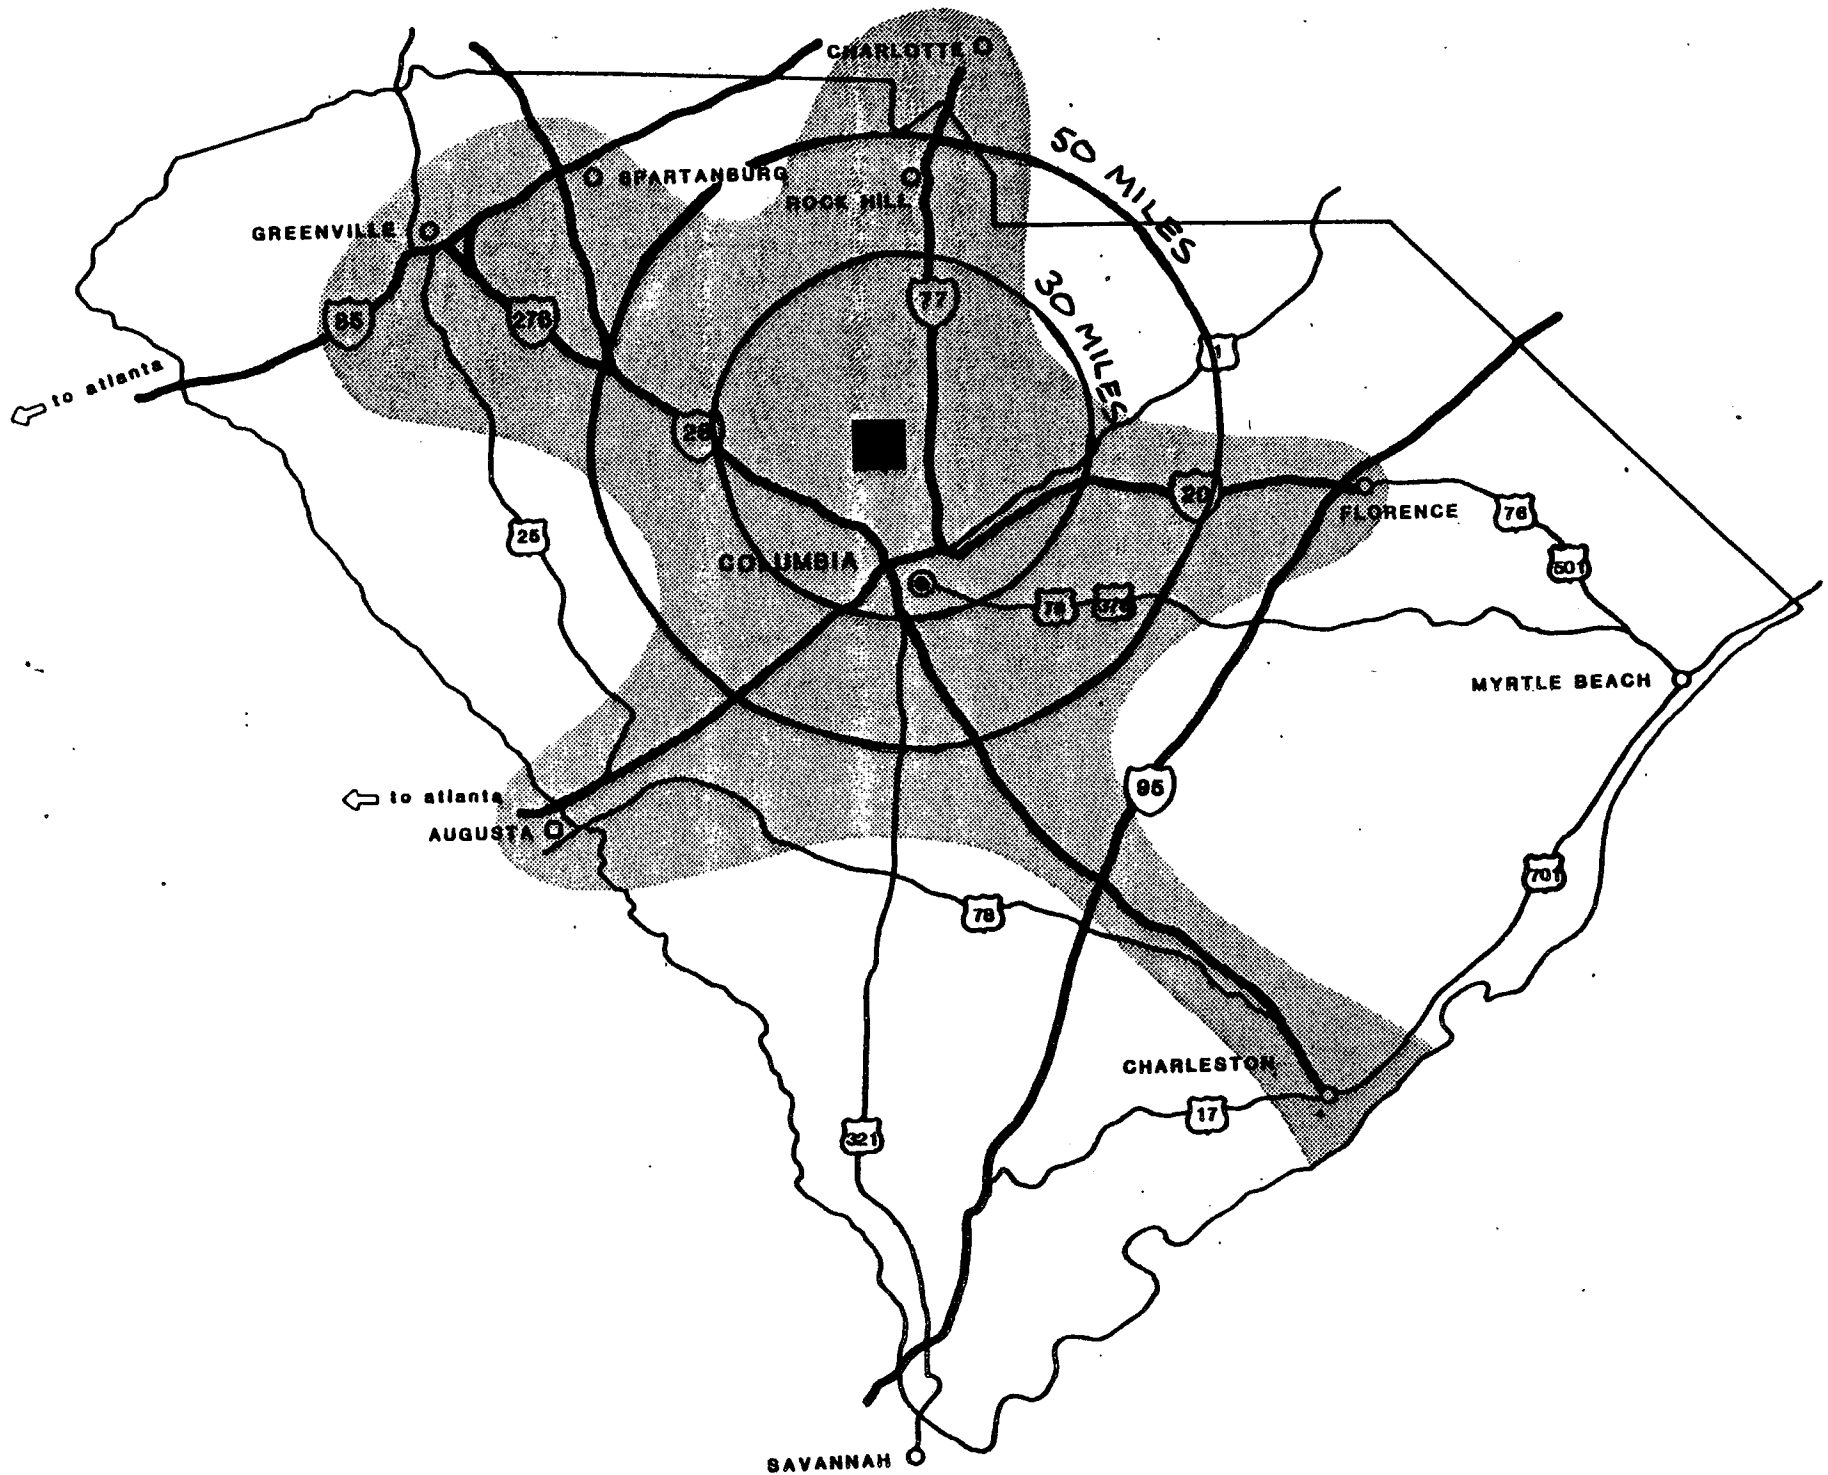 CHARLOTTE
50 MILES
SPARTANBURG
ROCK HILL
GREENVILLE
30 MILES
77
85
276
1
to atlanta
26
20
FLORENCE
76
25
501
COLUMBIA
76
378
MYRTLE BEACH
95
to atlanta
AUGUSTA
701
78
CHARLESTON
17
321
SAVANNAH